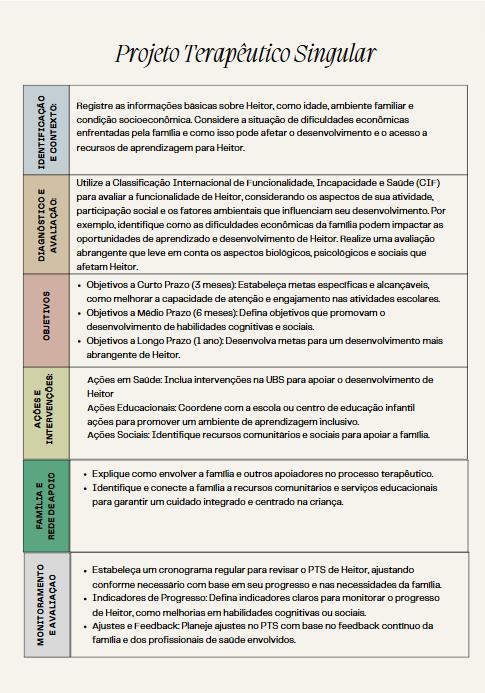 Projeto Terapêutico Singular
IDENTIFICAÇÃO
E CONTEXTO:
Registre as informações básicas sobre Heitor, como idade, ambiente familiar e
condição socioeconômica. Considere a situação de dificuldades econômicas
enfrentadas pela família e como isso pode afetar o desenvolvimento e o acesso a
recursos de aprendizagem para Heitor.
DIAGNÓSTICO E
AVALIAÇÃO:
Utilize a Classificação Internacional de Funcionalidade, Incapacidade e Saúde (CIF)
para avaliar a funcionalidade de Heitor, considerando os aspectos de sua atividade,
participação social e os fatores ambientais que influenciam seu desenvolvimento. Por
exemplo, identifique como as dificuldades econômicas da família podem impactar as
oportunidades de aprendizado e desenvolvimento de Heitor. Realize uma avaliação
abrangente que leve em conta os aspectos biológicos, psicológicos e sociais que
afetam Heitor.
OBJETIVOS
• Objetivos a Curto Prazo (3 meses): Estabeleça metas específicas e alcançáveis,
como melhorar a capacidade de atenção e engajamento nas atividades escolares.
• Objetivos a Médio Prazo (6 meses): Defina objetivos que promovam o
desenvolvimento de habilidades cognitivas e sociais.
• Objetivos a Longo Prazo (1 ano): Desenvolva metas para um desenvolvimento mais
abrangente de Heitor.
AÇÕES E
INTERVENÇÕES:
Ações em Saúde: Inclua intervenções na UBS para apoiar o desenvolvimento de
Heitor
Ações Educacionais: Coordene com a escola ou centro de educação infantil
ações para promover um ambiente de aprendizagem inclusivo.
Ações Sociais: Identifique recursos comunitários e sociais para apoiar a família.
FAMÍLIA E
REDE DE APOIO
• Explique como envolver a família e outros apoiadores no processo terapêutico.
• Identifique e conecte a família a recursos comunitários e serviços educacionais
para garantir um cuidado integrado e centrado na criança.
MONITORAMENTO
E AVALIAÇÃO
• Estabeleça um cronograma regular para revisar o PTS de Heitor, ajustando
conforme necessário com base em seu progresso e nas necessidades da família.
• Indicadores de Progresso: Defina indicadores claros para monitorar o progresso
de Heitor, como melhorias em habilidades cognitivas ou sociais.
• Ajustes e Feedback: Planeje ajustes no PTS com base no feedback contínuo da
família e dos profissionais de saúde envolvidos.